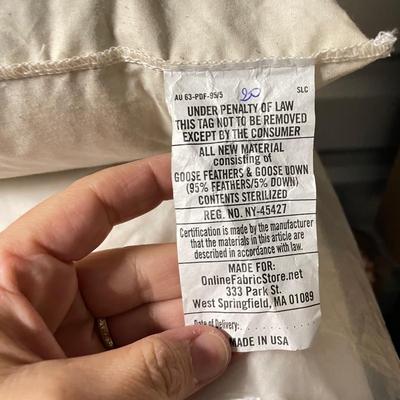 AU 63-PDF-95/5 20 SLC
UNDER PENALTY OF LAW
THIS TAG NOT TO BE REMOVED
EXCEPT BY THE CONSUMER
ALL NEW MATERIAL
consisting of
GOOSE FEATHERS & GOOSE DOWN
(95% FEATHERS/5% DOWN)
CONTENTS STERILIZED
REG. NO. NY-45427
Certification is made by the manufacturer
that the materials in this article are
described in accordance with law.
MADE FOR:
OnlineFabricStore.net
333 Park St.
West Springfield, MA 01089
Date of Delivery:
MADE IN USA